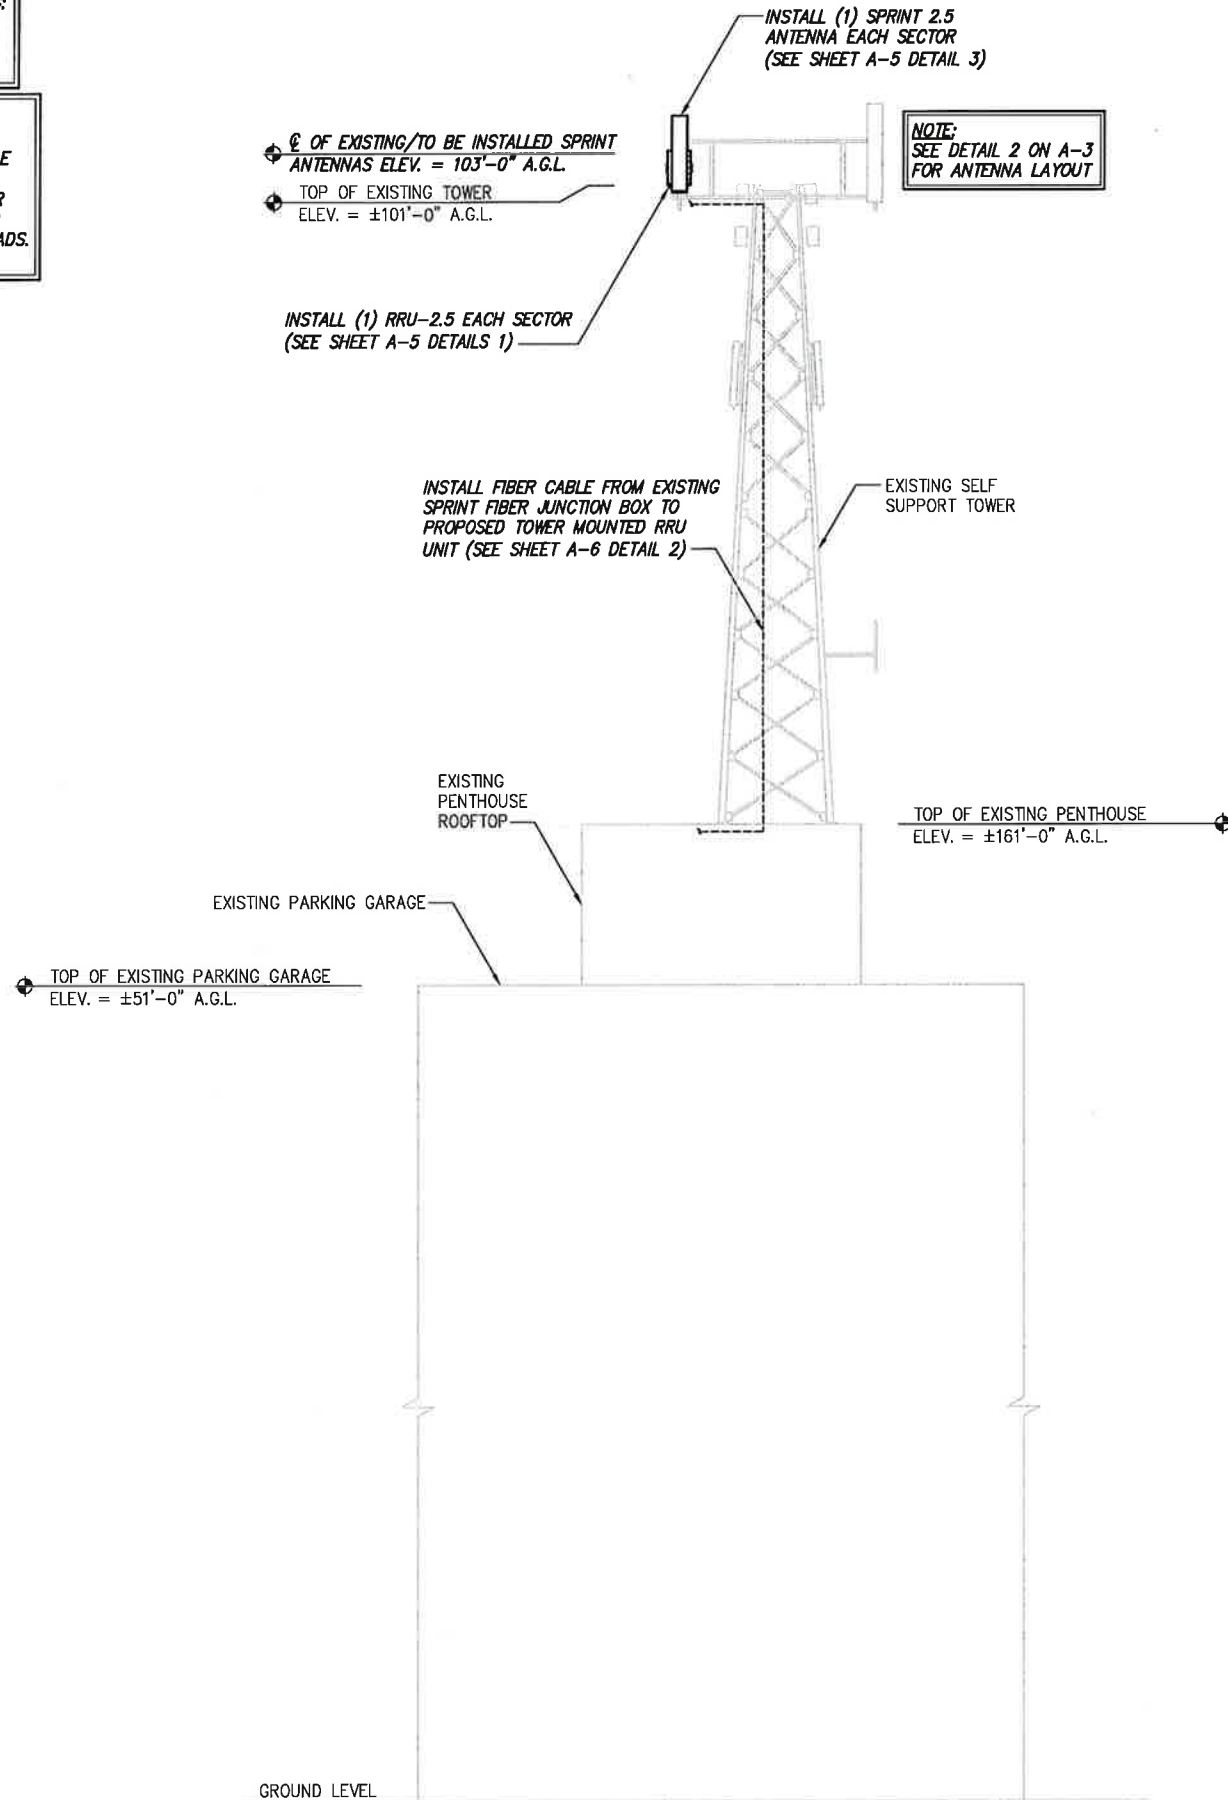 E
R
ADS.
INSTALL (1) SPRINT 2.5
ANTENNA EACH SECTOR
(SEE SHEET A-5 DETAIL 3)
℄ OF EXISTING/TO BE INSTALLED SPRINT
ANTENNAS ELEV. = 103'-0" A.G.L.
TOP OF EXISTING TOWER
ELEV. = ±101'-0" A.G.L.
NOTE:
SEE DETAIL 2 ON A-3
FOR ANTENNA LAYOUT
INSTALL (1) RRU-2.5 EACH SECTOR
(SEE SHEET A-5 DETAILS 1)
INSTALL FIBER CABLE FROM EXISTING
SPRINT FIBER JUNCTION BOX TO
PROPOSED TOWER MOUNTED RRU
UNIT (SEE SHEET A-6 DETAIL 2)
EXISTING SELF
SUPPORT TOWER
EXISTING
PENTHOUSE
ROOFTOP
TOP OF EXISTING PENTHOUSE
ELEV. = ±161'-0" A.G.L.
EXISTING PARKING GARAGE
TOP OF EXISTING PARKING GARAGE
ELEV. = ±51'-0" A.G.L.
GROUND LEVEL